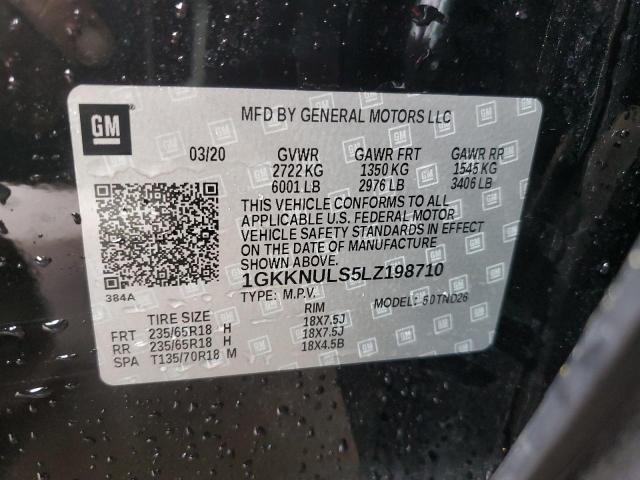 GM
MFD BY GENERAL MOTORS LLC
03/20 GVWR GAWR FRT GAWR RR
2722 KG 1350 KG 1545 KG
6001 LB 2976 LB 3406 LB
THIS VEHICLE CONFORMS TO ALL
APPLICABLE U.S. FEDERAL MOTOR
VEHICLE SAFETY STANDARDS IN EFFECT
ON THE DATE OF MANUFACTURE
SHOWN ABOVE.
384A 1GKKNULS5LZ198710
TYPE: M.P.V. MODEL:
TIRE SIZE RIM
FRT 235/65R18 H 18X7.5J
RR 235/65R18 H 18X7.5J
SPA T135/70R18 M 18X4.5B